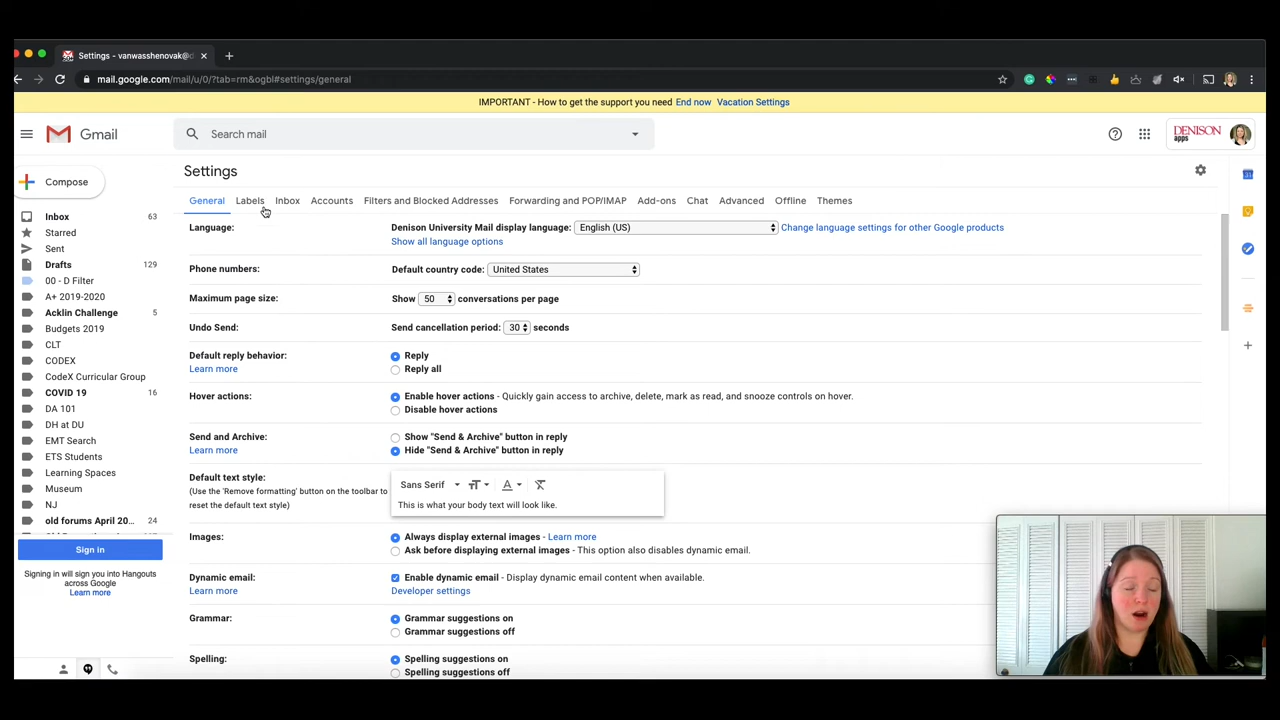 Settings - vanwasshenovak@d
mail.google.com/mail/u/0/?tab=rm&ogbl#settings/general
IMPORTANT - How to get the support you need End now Vacation Settings
Gmail
Search mail
DENISON
apps
Compose
Settings
General Labels Inbox Accounts Filters and Blocked Addresses Forwarding and POP/IMAP Add-ons Chat Advanced Offline Themes
Inbox 63
Starred
Sent
Drafts 129
00 - D Filter
A+ 2019-2020
Acklin Challenge 5
Budgets 2019
CLT
CODEX
CodeX Curricular Group
COVID 19 16
DA 101
DH at DU
EMT Search
ETS Students
Learning Spaces
Museum
NJ
old forums April 20... 24
Sign in
Signing in will sign you into Hangouts
across Google
Learn more
Language: Denison University Mail display language: English (US) Change language settings for other Google products
Show all language options
Phone numbers: Default country code: United States
Maximum page size: Show 50 conversations per page
Undo Send: Send cancellation period: 30 seconds
Default reply behavior: Reply
Learn more Reply all
Hover actions: Enable hover actions - Quickly gain access to archive, delete, mark as read, and snooze controls on hover.
Disable hover actions
Send and Archive: Show "Send & Archive" button in reply
Learn more Hide "Send & Archive" button in reply
Default text style:
(Use the 'Remove formatting' button on the toolbar to
reset the default text style)
Sans Serif
This is what your body text will look like.
Images: Always display external images - Learn more
Ask before displaying external images - This option also disables dynamic email.
Dynamic email: Enable dynamic email - Display dynamic email content when available.
Learn more Developer settings
Grammar: Grammar suggestions on
Grammar suggestions off
Spelling: Spelling suggestions on
Spelling suggestions off